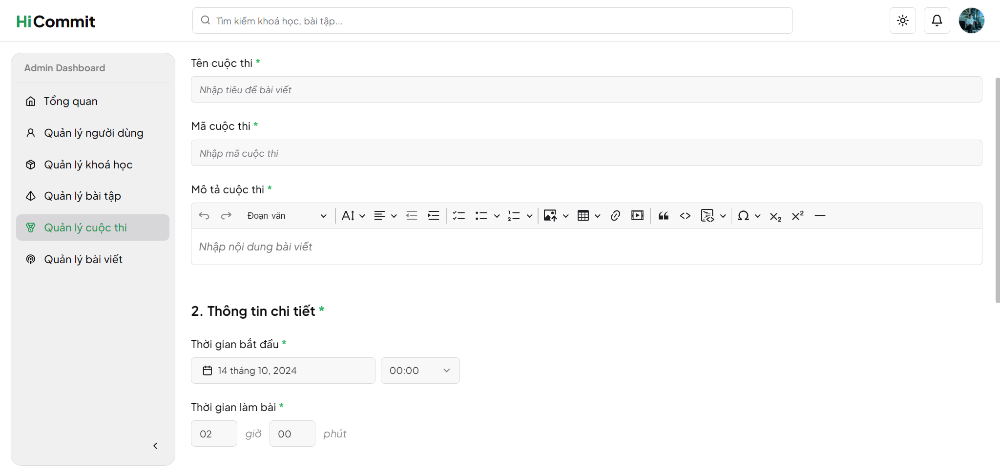 HiCommit
Tìm kiếm khoá học, bài tập...
Admin Dashboard
Tổng quan
Quản lý người dùng
Quản lý khoá học
Quản lý bài tập
Quản lý cuộc thi
Quản lý bài viết
Tên cuộc thi *
Nhập tiêu đề bài viết
Mã cuộc thi *
Nhập mã cuộc thi
Mô tả cuộc thi *
Đoạn văn
Nhập nội dung bài viết
2. Thông tin chi tiết *
Thời gian bắt đầu *
14 tháng 10, 2024 00:00
Thời gian làm bài *
02 giờ 00 phút